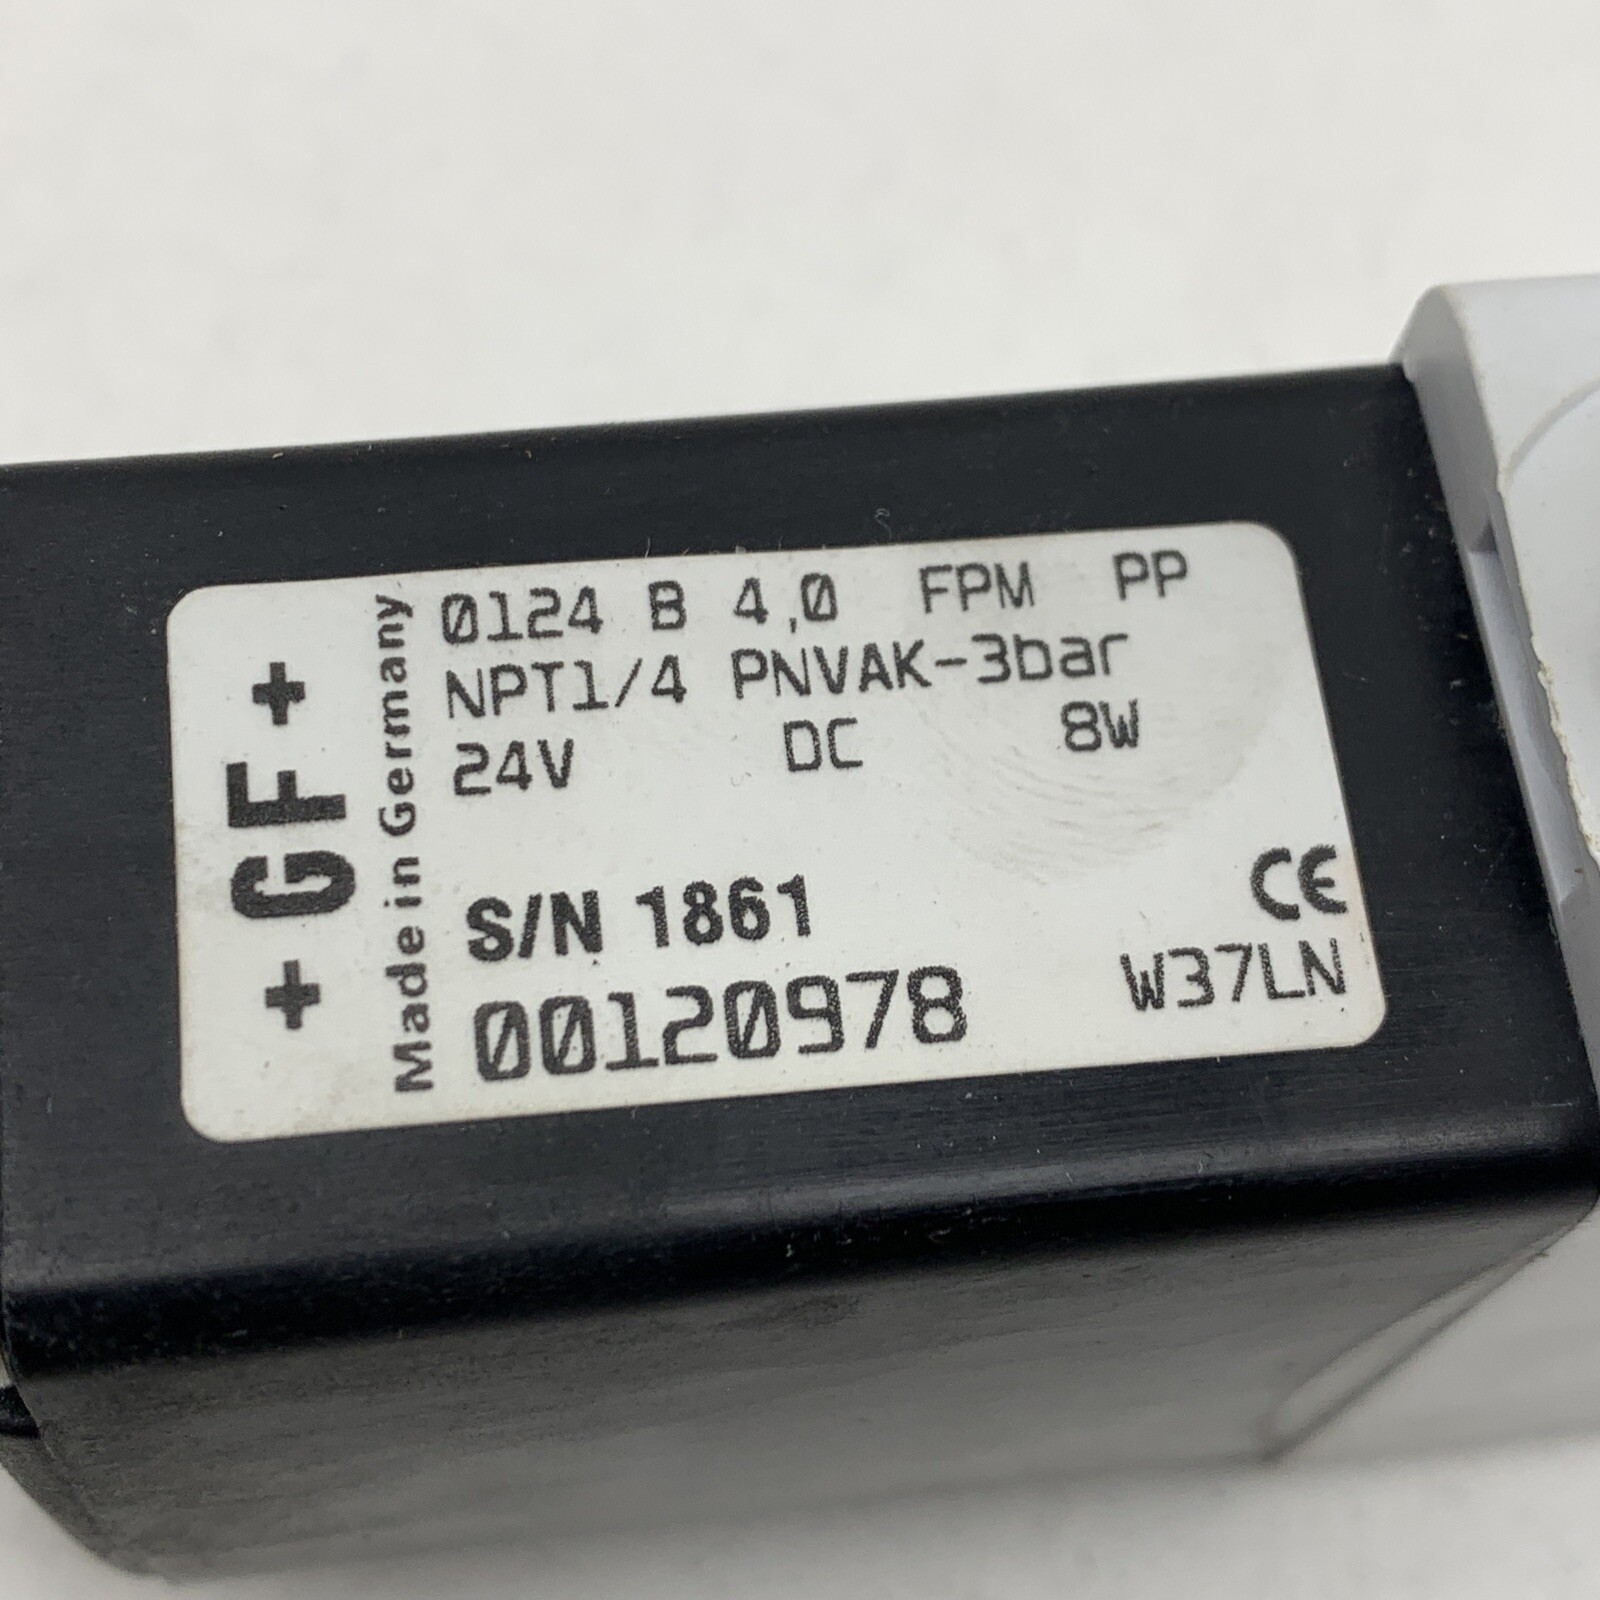 + GF +
Made in Germany
0124 B 4,0 FPM PP
NPT1/4 PNVAK-3bar
24V DC 8W
S/N 1861
CE
00120978 W37LN